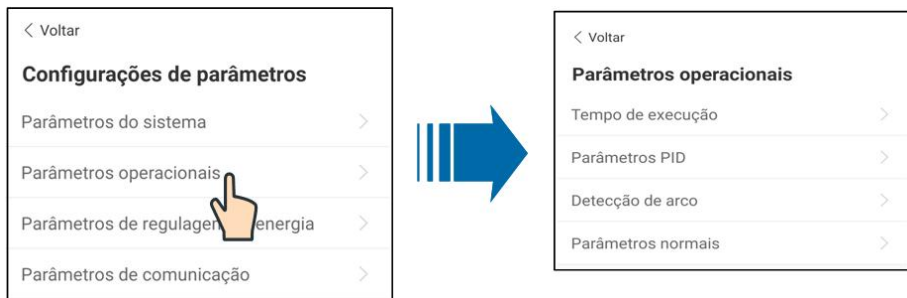 Voltar
Configurações de parâmetros
Parâmetros do sistema
Parâmetros operacionais
Parâmetros de regulagem energia
Parâmetros de comunicação
Voltar
Parâmetros operacionais
Tempo de execução
Parâmetros PID
Detecção de arco
Parâmetros normais